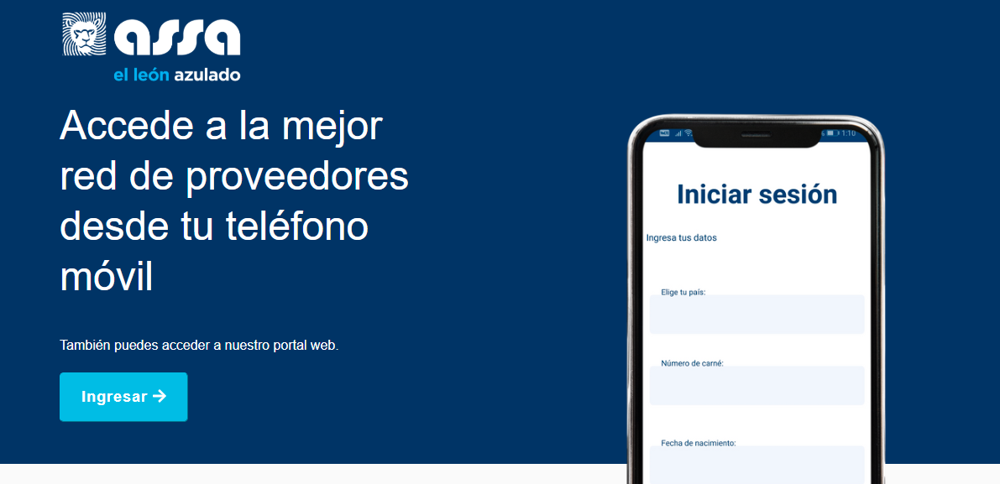 assa
el león azulado
Accede a la mejor
red de proveedores
desde tu teléfono
móvil
También puedes acceder a nuestro portal web.
Ingresar
1:10
Iniciar sesión
Ingresa tus datos
Elige tu país:
Número de carné:
Fecha de nacimiento: